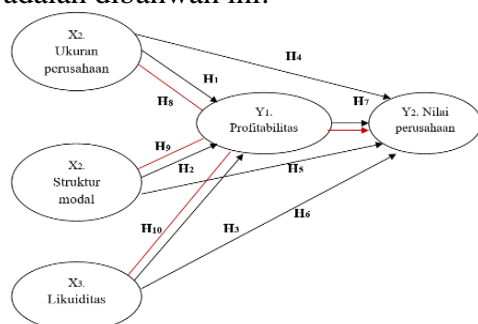 adalah dibawah ini.
X2.
Ukuran
perusahaan
H4
H1
H8
H7
Y1.
Profitabilitas
Y2. Nilai
perusahaan
H9
H2
X2.
Struktur
modal
H5
H6
H10
H3
X3.
Likuiditas